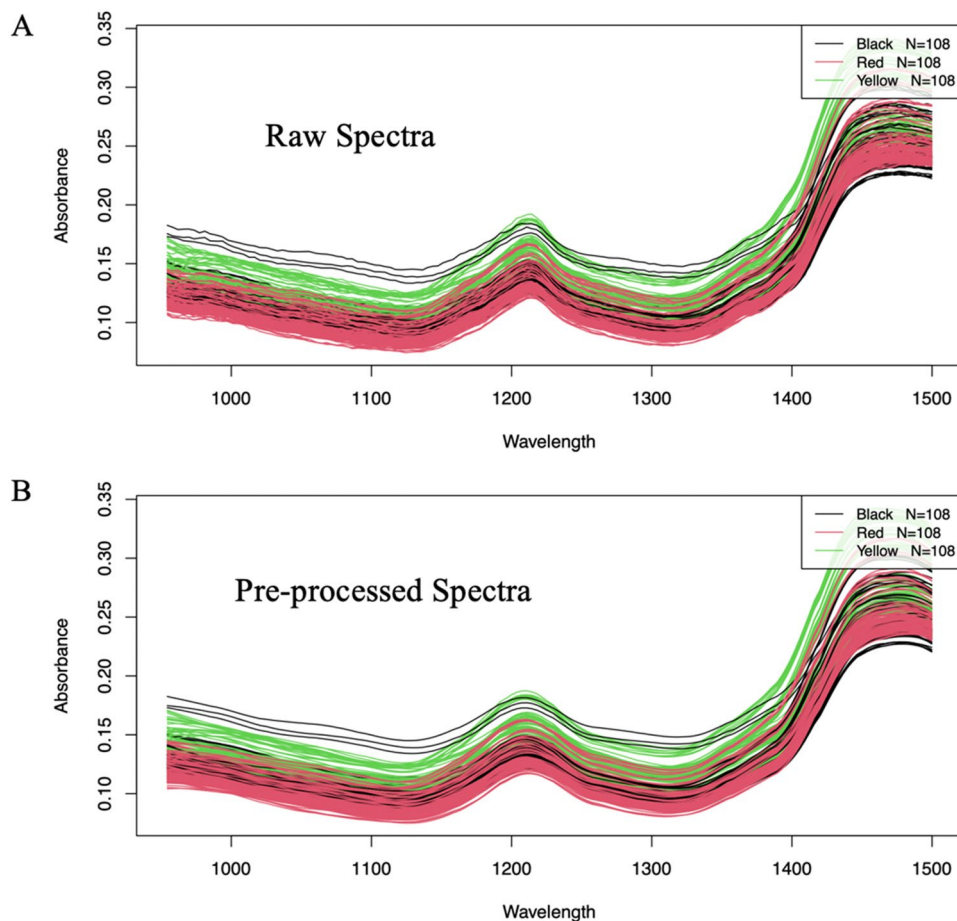 A
Raw Spectra
Absorbance
0.10
0.15
0.20
0.25
0.30
0.35
Black N=108
Red N=108
Yellow N=108
1000
1100
1200
1300
1400
1500
Wavelength
B
Pre-processed Spectra
Absorbance
0.10
0.15
0.20
0.25
0.30
0.35
Black N=108
Red N=108
Yellow N=108
1000
1100
1200
1300
1400
1500
Wavelength